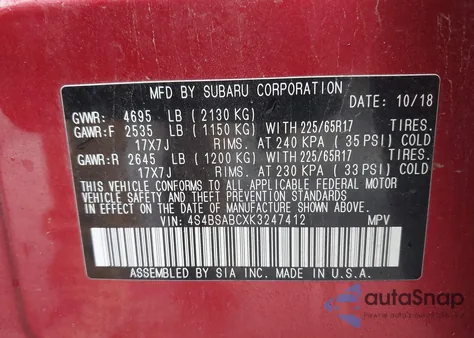 MFD BY SUBARU CORPORATION
DATE: 10/18
GVWR: 4695 LB ( 2130 KG)
GAWR:F 2535 LB ( 1150 KG) WITH 225/65R17 TIRES.
17X7J RIMS. AT 240 KPA ( 35 PSI) COLD
GAWR:R 2645 LB ( 1200 KG) WITH 225/65R17 TIRES.
17X7J RIMS. AT 230 KPA ( 33 PSI) COLD
THIS VEHICLE CONFORMS TO ALL APPLICABLE FEDERAL MOTOR
VEHICLE SAFETY AND THEFT PREVENTION STANDARDS
IN EFFECT ON THE DATE OF MANUFACTURE SHOWN ABOVE.
VIN: 4S4BSABCXK3247412 MPV
ASSEMBLED BY SIA INC. MADE IN U.S.A.
autoSnap